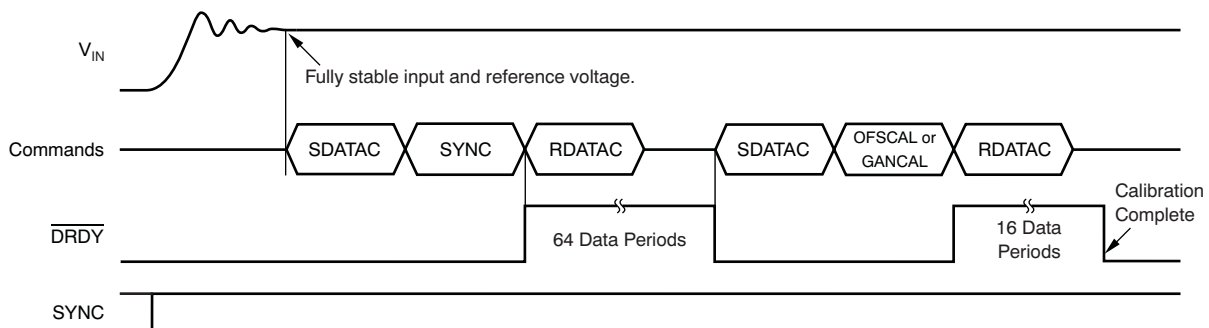 V_IN
Fully stable input and reference voltage.
Commands
SDATAC
SYNC
RDATAC
SDATAC
OFSCAL or
GANCAL
RDATAC
Calibration
Complete
DRDY
64 Data Periods
16 Data
Periods
SYNC